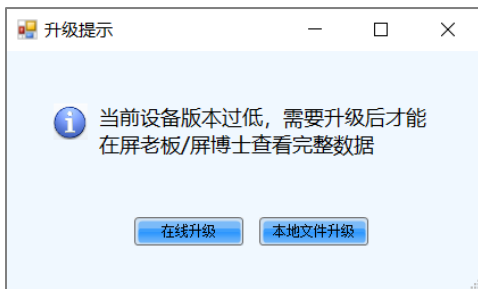 升级提示
当前设备版本过低，需要升级后才能
在屏老板/屏博士查看完整数据
在线升级
本地文件升级